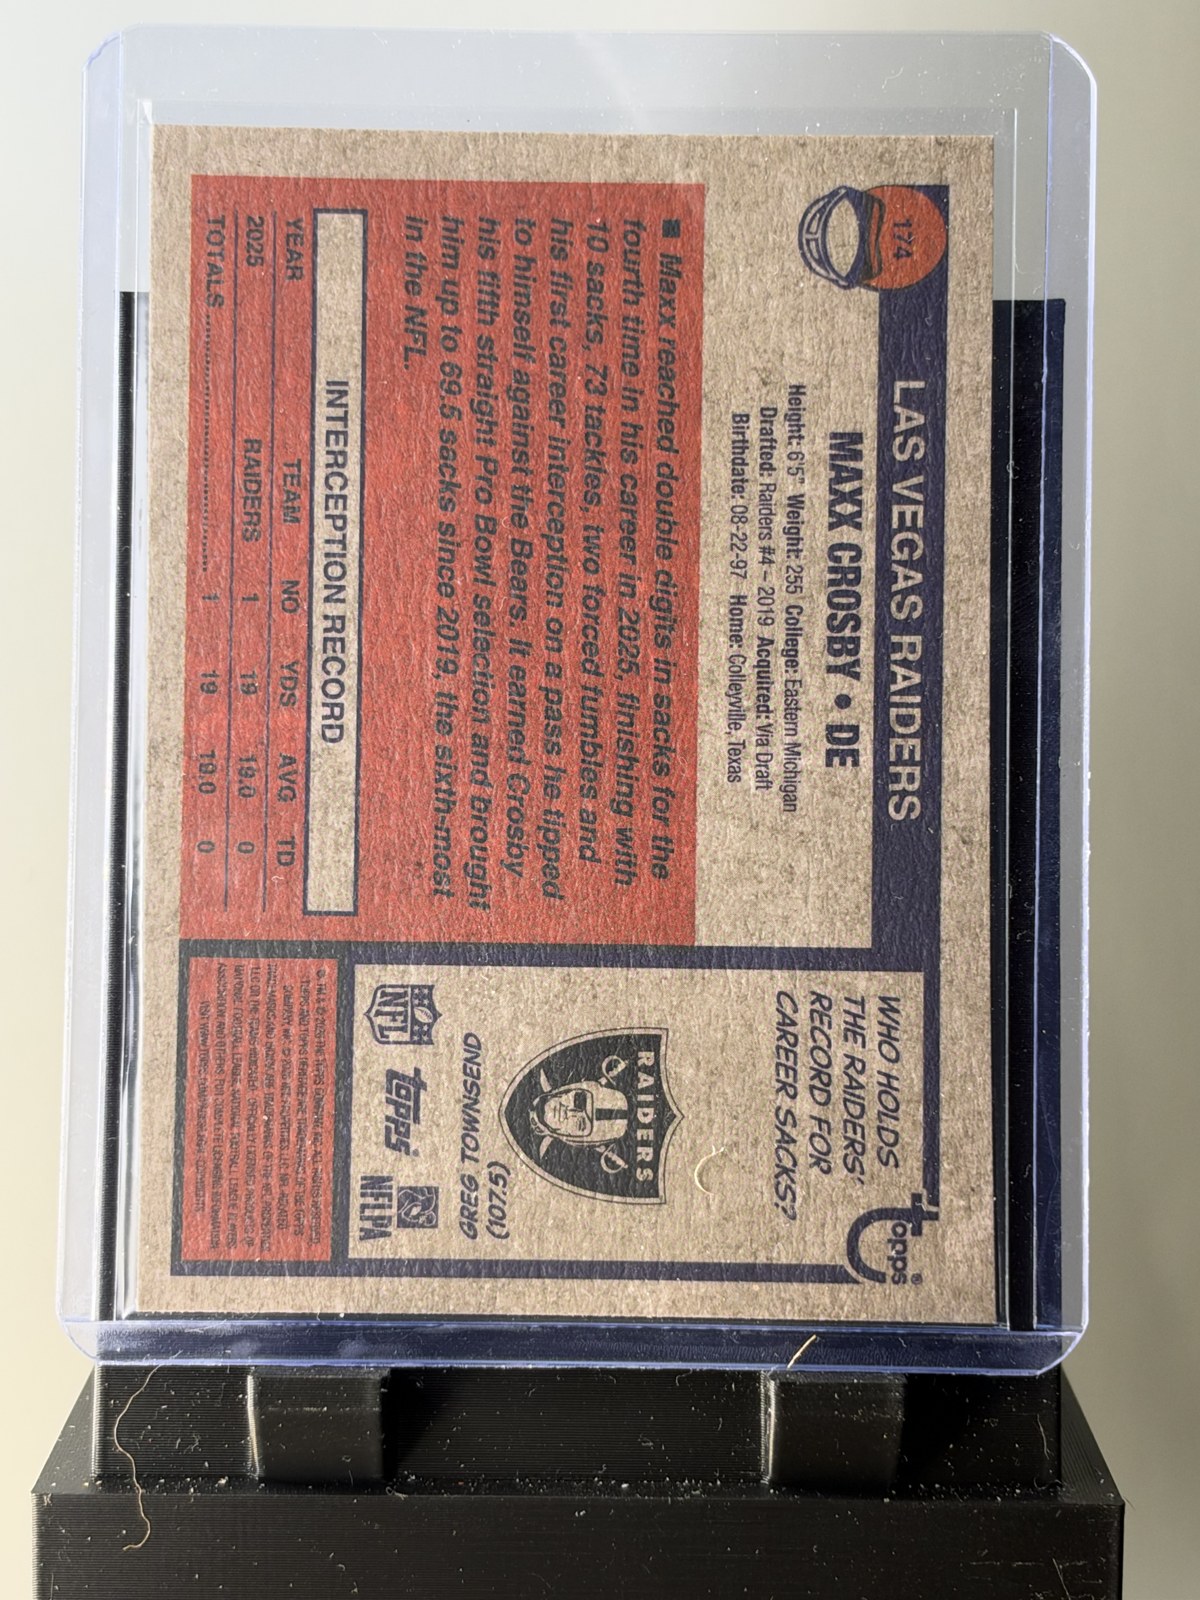 174
LAS VEGAS RAIDERS
MAXX CROSBY • DE
Height: 6'5" Weight: 255 College: Eastern Michigan
Drafted: Raiders #4 – 2019 Acquired: Via Draft
Birthdate: 08-22-97 Home: Colleyville, Texas
■ Maxx reached double digits in sacks for the
fourth time in his career in 2025, finishing with
10 sacks, 73 tackles, two forced fumbles and
his first career interception on a pass he tipped
to himself against the Bears. It earned Crosby
his fifth straight Pro Bowl selection and brought
him up to 69.5 sacks since 2019, the sixth-most
in the NFL.
INTERCEPTION RECORD
YEAR TEAM NO YDS AVG TD
2025 RAIDERS 1 19 19.0 0
TOTALS 1 19 19.0 0
topps®
WHO HOLDS
THE RAIDERS'
RECORD FOR
CAREER SACKS?
RAIDERS
(107.5)
GREG TOWNSEND
NFL topps NFLPA